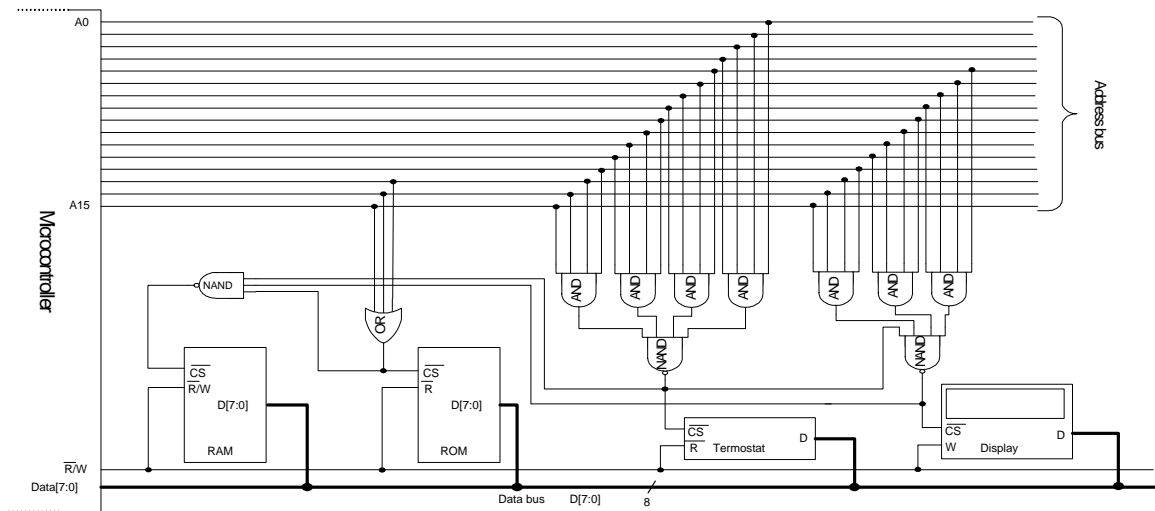 A0
Address bus
A15
Microcontroller
NAND
OR
AND
AND
AND
AND
AND
AND
AND
NAND
NAND
CS
R/W
D[7:0]
RAM
CS
R
D[7:0]
ROM
CS
R
D
Termostat
CS
W
D
Display
R/W
Data[7:0]
Data bus D[7:0]
8